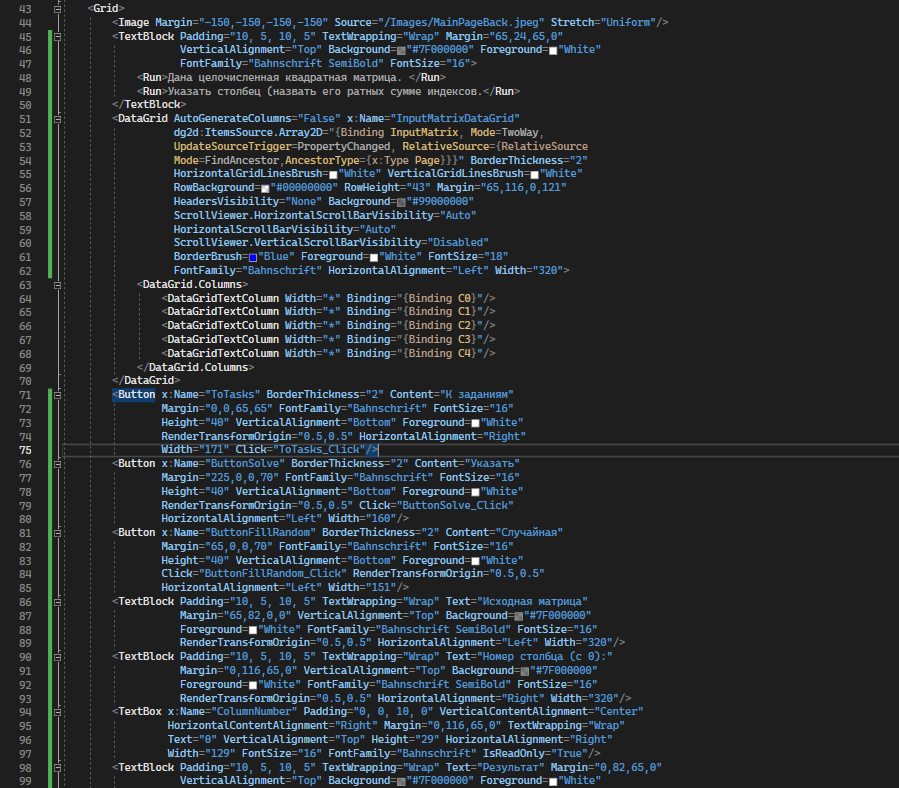 43 <Grid>
44 <Image Margin="-150,-150,-150,-150" Source="/Images/MainPageBack.jpeg" Stretch="Uniform"/>
45 <TextBlock Padding="10, 5, 10, 5" TextWrapping="Wrap" Margin="65,24,65,0"
46 VerticalAlignment="Top" Background="#7F000000" Foreground="White"
47 FontFamily="Bahnschrift SemiBold" FontSize="16">
48 <Run>Дана целочисленная квадратная матрица. </Run>
49 <Run>Указать столбец (назвать его ратных сумме индексов.</Run>
50 </TextBlock>
51 <DataGrid AutoGenerateColumns="False" x:Name="InputMatrixDataGrid"
52 dg2d:ItemsSource.Array2D="{Binding InputMatrix, Mode=TwoWay,
53 UpdateSourceTrigger=PropertyChanged, RelativeSource={RelativeSource
54 Mode=FindAncestor,AncestorType={x:Type Page}}}" BorderThickness="2"
55 HorizontalGridLinesBrush="White" VerticalGridLinesBrush="White"
56 RowBackground="#00000000" RowHeight="43" Margin="65,116,0,121"
57 HeadersVisibility="None" Background="#99000000"
58 ScrollViewer.HorizontalScrollBarVisibility="Auto"
59 HorizontalScrollBarVisibility="Auto"
60 ScrollViewer.VerticalScrollBarVisibility="Disabled"
61 BorderBrush="Blue" Foreground="White" FontSize="18"
62 FontFamily="Bahnschrift" HorizontalAlignment="Left" Width="320">
63 <DataGrid.Columns>
64 <DataGridTextColumn Width="*" Binding="{Binding C0}"/>
65 <DataGridTextColumn Width="*" Binding="{Binding C1}"/>
66 <DataGridTextColumn Width="*" Binding="{Binding C2}"/>
67 <DataGridTextColumn Width="*" Binding="{Binding C3}"/>
68 <DataGridTextColumn Width="*" Binding="{Binding C4}"/>
69 </DataGrid.Columns>
70 </DataGrid>
71 <Button x:Name="ToTasks" BorderThickness="2" Content="К заданиям"
72 Margin="0,0,65,65" FontFamily="Bahnschrift" FontSize="16"
73 Height="40" VerticalAlignment="Bottom" Foreground="White"
74 RenderTransformOrigin="0.5,0.5" HorizontalAlignment="Right"
75 Width="171" Click="ToTasks_Click"/>
76 <Button x:Name="ButtonSolve" BorderThickness="2" Content="Указать"
77 Margin="225,0,0,70" FontFamily="Bahnschrift" FontSize="16"
78 Height="40" VerticalAlignment="Bottom" Foreground="White"
79 RenderTransformOrigin="0.5,0.5" Click="ButtonSolve_Click"
80 HorizontalAlignment="Left" Width="160"/>
81 <Button x:Name="ButtonFillRandom" BorderThickness="2" Content="Случайная"
82 Margin="65,0,0,70" FontFamily="Bahnschrift" FontSize="16"
83 Height="40" VerticalAlignment="Bottom" Foreground="White"
84 Click="ButtonFillRandom_Click" RenderTransformOrigin="0.5,0.5"
85 HorizontalAlignment="Left" Width="151"/>
86 <TextBlock Padding="10, 5, 10, 5" TextWrapping="Wrap" Text="Исходная матрица"
87 Margin="65,82,0,0" VerticalAlignment="Top" Background="#7F000000"
88 Foreground="White" FontFamily="Bahnschrift SemiBold" FontSize="16"
89 RenderTransformOrigin="0.5,0.5" HorizontalAlignment="Left" Width="320"/>
90 <TextBlock Padding="10, 5, 10, 5" TextWrapping="Wrap" Text="Номер столбца (с 0):"
91 Margin="0,116,65,0" VerticalAlignment="Top" Background="#7F000000"
92 Foreground="White" FontFamily="Bahnschrift SemiBold" FontSize="16"
93 RenderTransformOrigin="0.5,0.5" HorizontalAlignment="Right" Width="320"/>
94 <TextBox x:Name="ColumnNumber" Padding="0, 0, 10, 0" VerticalContentAlignment="Center"
95 HorizontalContentAlignment="Right" Margin="0,116,65,0" TextWrapping="Wrap"
96 Text="0" VerticalAlignment="Top" Height="29" HorizontalAlignment="Right"
97 Width="129" FontSize="16" FontFamily="Bahnschrift" IsReadOnly="True"/>
98 <TextBlock Padding="10, 5, 10, 5" TextWrapping="Wrap" Text="Результат" Margin="0,82,65,0"
99 VerticalAlignment="Top" Background="#7F000000" Foreground="White"